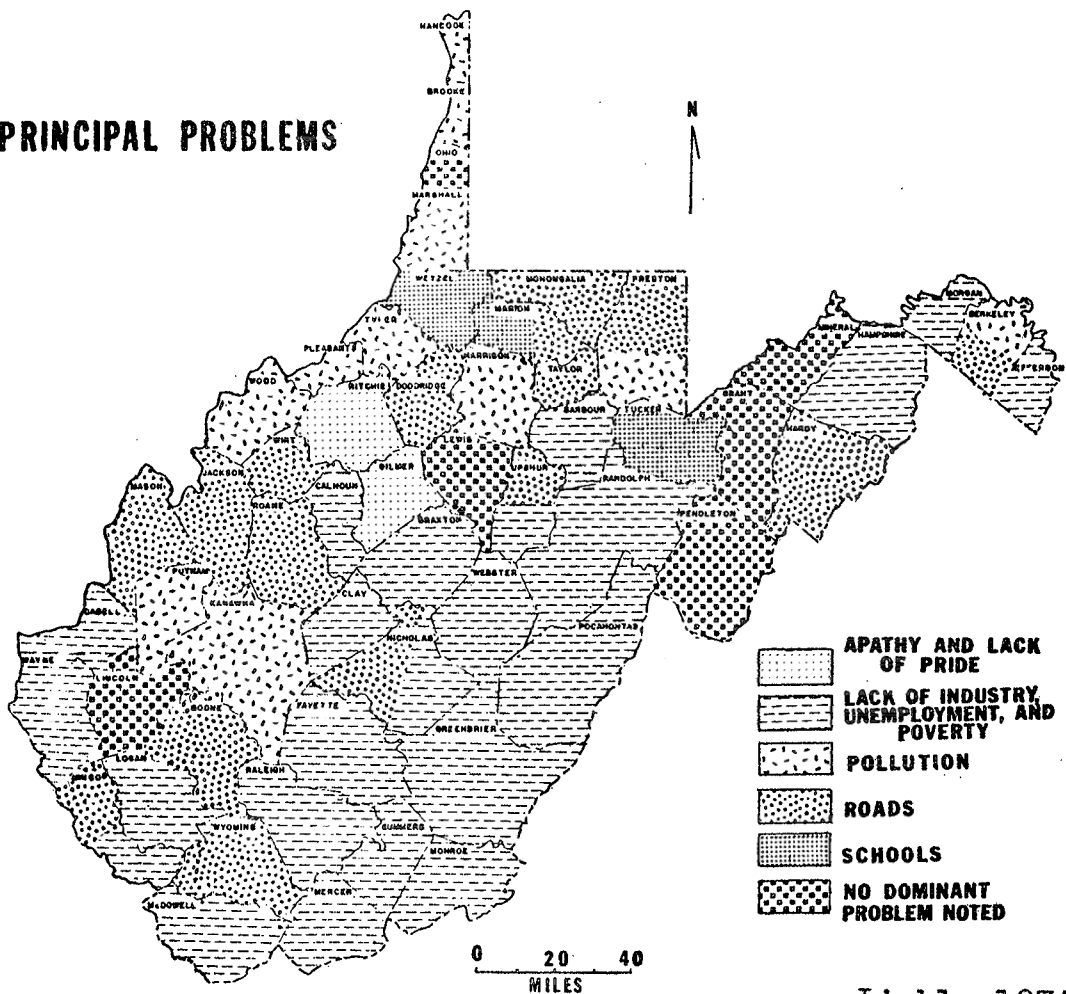 PRINCIPAL PROBLEMS
N
HANCOOK
BROOKE
OHIO
MARSHALL
WETZEL
MONONGALIA
PRESTON
MARION
MORGAN
BERKELEY
TYLER
MINERAL
HAMPSHIRE
PLEASANTS
HARRISON
JEFFERSON
TAYLOR
WOOD
RITCHIE
DODDRIDGE
GRANT
BARBOUR
TUCKER
HARDY
WIRT
LEWIS
GILMER
UPSHUR
JACKSON
RANDOLPH
MASON
CALHOUN
ROANE
PENDLETON
BRAXTON
PUTNAM
WEBSTER
CLAY
KANAWHA
CABELL
NICHOLAS
POCAHONTAS
WAYNE
LINCOLN
BOONE
FAYETTE
GREENBRIER
LOGAN
RALEIGH
MINGO
WYOMING
SUMMERS
MONROE
MERCER
McDOWELL
APATHY AND LACK
OF PRIDE
LACK OF INDUSTRY,
UNEMPLOYMENT, AND
POVERTY
POLLUTION
ROADS
SCHOOLS
NO DOMINANT
PROBLEM NOTED
0 20 40
MILES